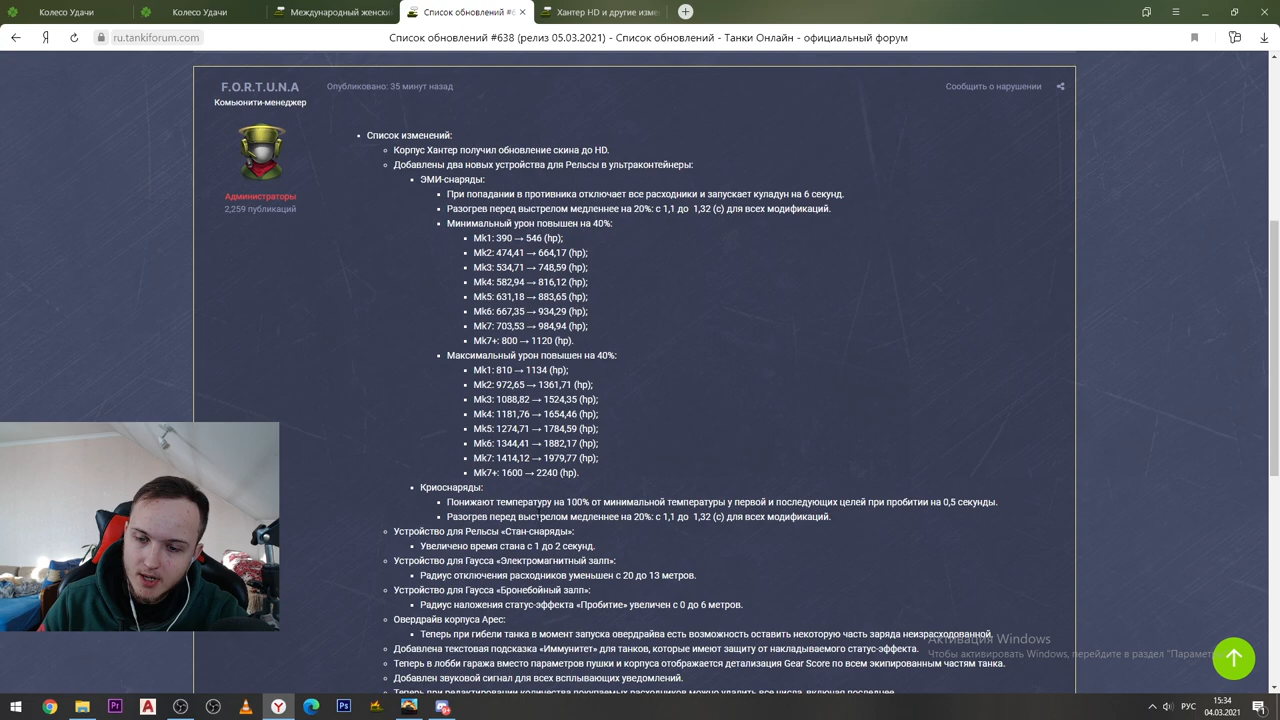 Колесо Удачи
Колесо Удачи
Международный женски
Список обновлений #6
Хантер HD и другие изме
ru.tankiforum.com
Список обновлений #638 (релиз 05.03.2021) - Список обновлений - Танки Онлайн - официальный форум
F.O.R.T.U.N.A
Комьюнити-менеджер
Администраторы
2,259 публикаций
Опубликовано: 35 минут назад
Сообщить о нарушении
Список изменений:
Корпус Хантер получил обновление скина до HD.
Добавлены два новых устройства для Рельсы в ультраконтейнеры:
ЭМИ-снаряды:
При попадании в противника отключает все расходники и запускает куладун на 6 секунд.
Разогрев перед выстрелом медленнее на 20%: с 1,1 до 1,32 (с) для всех модификаций.
Минимальный урон повышен на 40%:
Mk1: 390 → 546 (hp);
Mk2: 474,41 → 664,17 (hp);
Mk3: 534,71 → 748,59 (hp);
Mk4: 582,94 → 816,12 (hp);
Mk5: 631,18 → 883,65 (hp);
Mk6: 667,35 → 934,29 (hp);
Mk7: 703,53 → 984,94 (hp);
Mk7+: 800 → 1120 (hp).
Максимальный урон повышен на 40%:
Mk1: 810 → 1134 (hp);
Mk2: 972,65 → 1361,71 (hp);
Mk3: 1088,82 → 1524,35 (hp);
Mk4: 1181,76 → 1654,46 (hp);
Mk5: 1274,71 → 1784,59 (hp);
Mk6: 1344,41 → 1882,17 (hp);
Mk7: 1414,12 → 1979,77 (hp);
Mk7+: 1600 → 2240 (hp).
Криоснаряды:
Понижают температуру на 100% от минимальной температуры у первой и последующих целей при пробитии на 0,5 секунды.
Разогрев перед выстрелом медленнее на 20%: с 1,1 до 1,32 (с) для всех модификаций.
Устройство для Рельсы «Стан-снаряды»:
Увеличено время стана с 1 до 2 секунд.
Устройство для Гаусса «Электромагнитный залп»:
Радиус отключения расходников уменьшен с 20 до 13 метров.
Устройство для Гаусса «Бронебойный залп»:
Радиус наложения статус-эффекта «Пробитие» увеличен с 0 до 6 метров.
Овердрайв корпуса Арес:
Теперь при гибели танка в момент запуска овердрайва есть возможность оставить некоторую часть заряда неизрасходованной.
Добавлена текстовая подсказка «Иммунитет» для танков, которые имеют защиту от накладываемого статус-эффекта.
Теперь в лобби гаража вместо параметров пушки и корпуса отображается детализация Gear Score по всем экипированным частям танка.
Добавлен звуковой сигнал для всех всплывающих уведомлений.
Теперь при редактировании количества покупаемых расходников можно удалить все числа, включая последнее.
Активация Windows
Чтобы активировать Windows, перейдите в раздел "Парамет
РУС
15:34
04.03.2021